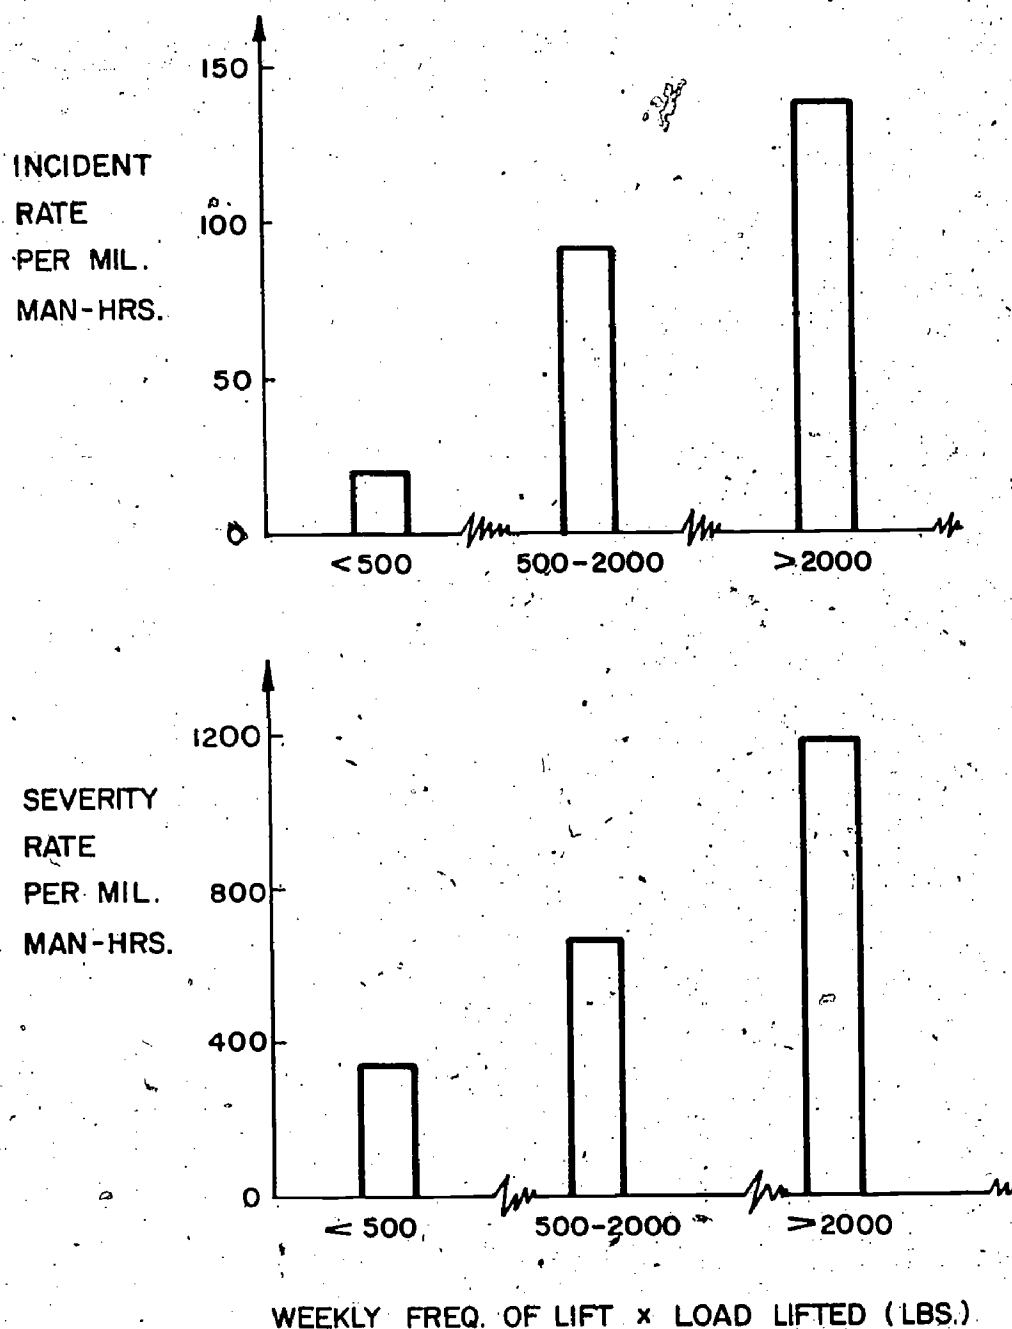 150
INCIDENT
RATE
100
PER MIL.
MAN-HRS.
50
0
<500
500-2000
>2000
1200
SEVERITY
RATE
PER MIL.
800
MAN-HRS.
400
0
<500
500-2000
>2000
WEEKLY FREQ. OF LIFT x LOAD LIFTED (LBS.)